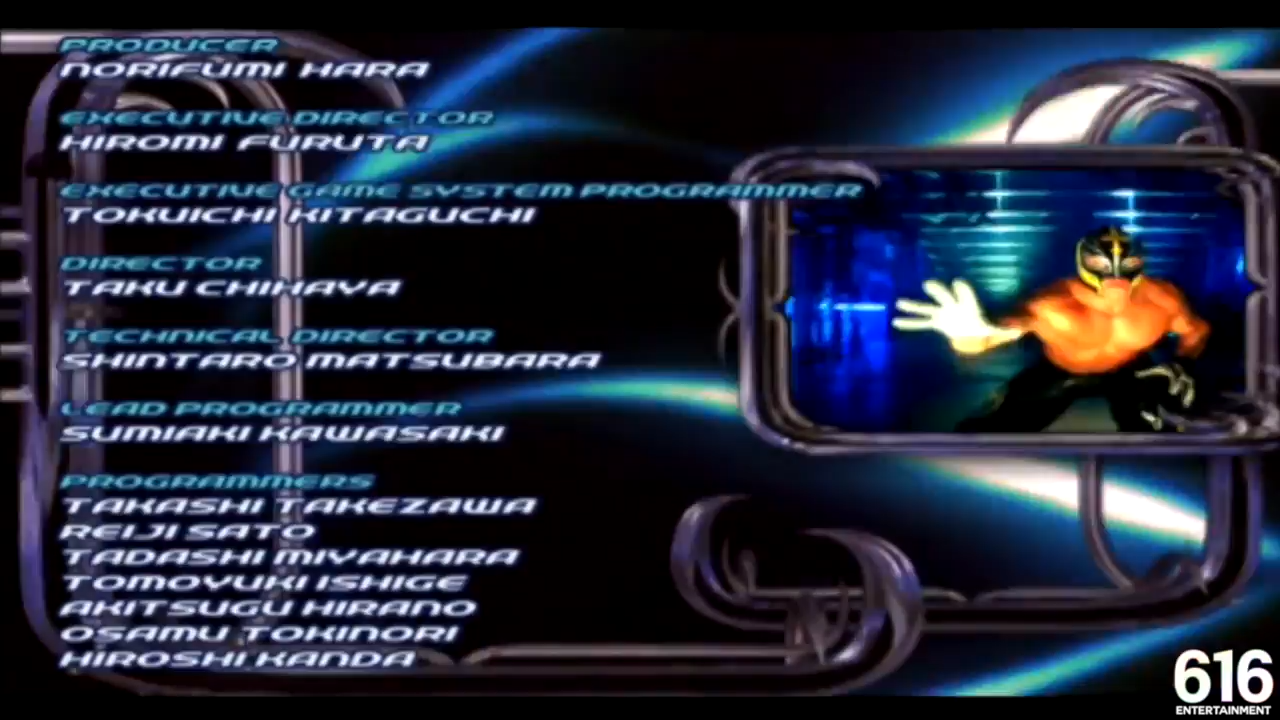 PRODUCER
NORIFUMI HARA
EXECUTIVE DIRECTOR
HIROMI FURUTA
EXECUTIVE GAME SYSTEM PROGRAMMER
TOKUICHI KITAGUCHI
DIRECTOR
TAKU CHIHAYA
TECHNICAL DIRECTOR
SHINTARO MATSUBARA
LEAD PROGRAMMER
SUMIAKI KAWASAKI
PROGRAMMERS
TAKASHI TAKEZAWA
REIJI SATO
TADASHI MIYAHARA
TOMOYUKI ISHIGE
AKITSUGU HIRANO
OSAMU TOKINORI
HIROSHI KANDA
616
ENTERTAINMENT